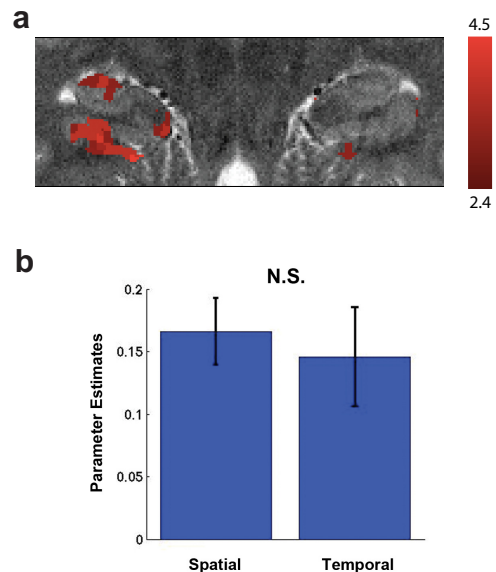 a
4.5
2.4
b
N.S.
0.2
0.15
0.1
0.05
0
Parameter Estimates
Spatial
Temporal